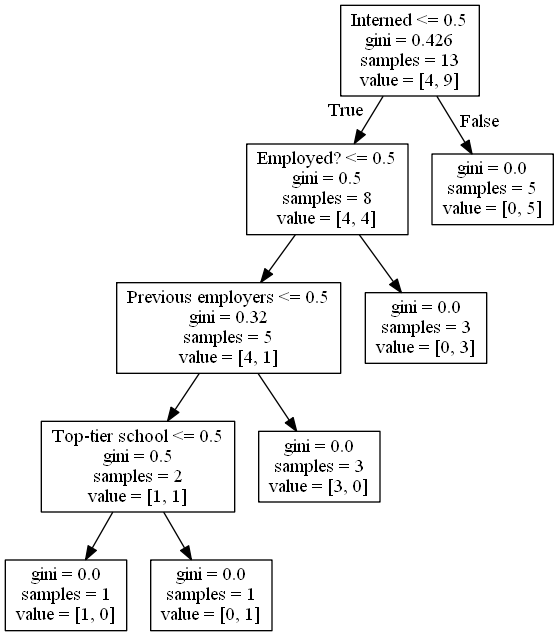 Interned <= 0.5
gini = 0.426
samples = 13
value = [4, 9]
True
False
Employed? <= 0.5
gini = 0.5
samples = 8
value = [4, 4]
gini = 0.0
samples = 5
value = [0, 5]
Previous employers <= 0.5
gini = 0.32
samples = 5
value = [4, 1]
gini = 0.0
samples = 3
value = [0, 3]
Top-tier school <= 0.5
gini = 0.5
samples = 2
value = [1, 1]
gini = 0.0
samples = 3
value = [3, 0]
gini = 0.0
samples = 1
value = [1, 0]
gini = 0.0
samples = 1
value = [0, 1]